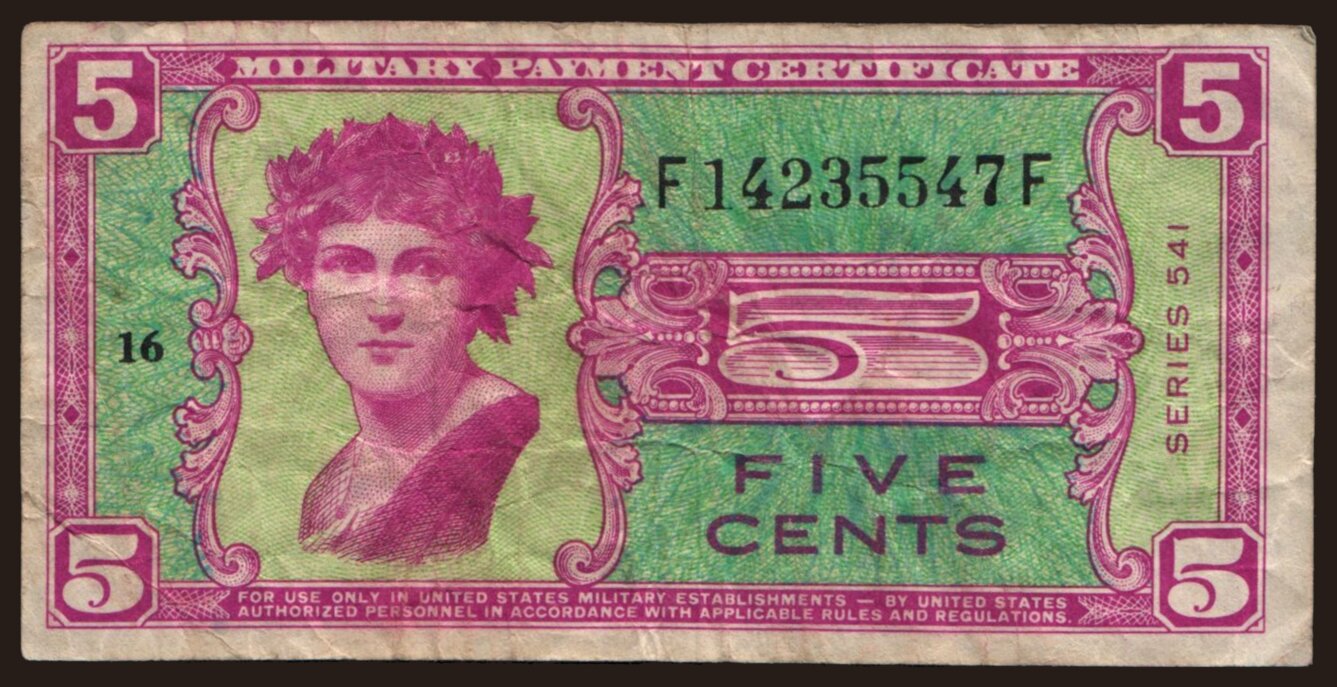 5 MILITARY PAYMENT CERTIFICATE 5
F14235547F
SERIES 541
5
16
FIVE
CENTS
5 5
FOR USE ONLY IN UNITED STATES MILITARY ESTABLISHMENTS — BY UNITED STATES
AUTHORIZED PERSONNEL IN ACCORDANCE WITH APPLICABLE RULES AND REGULATIONS.